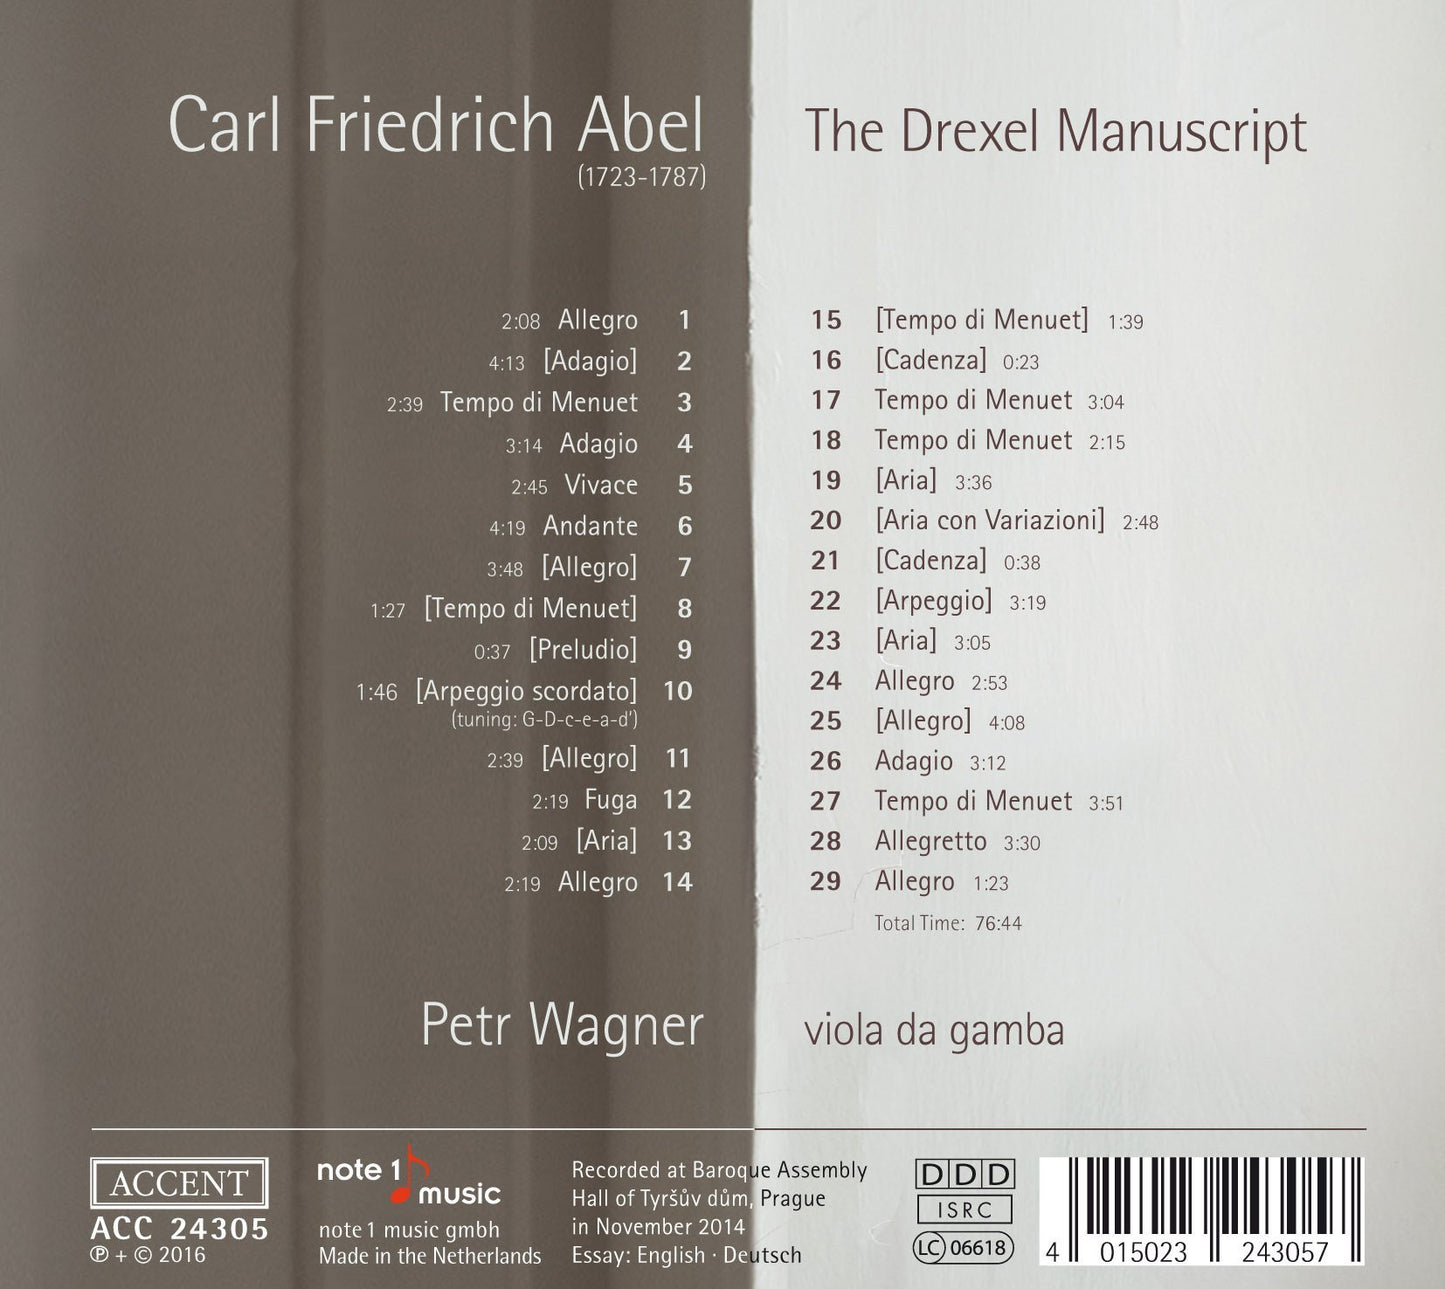 Carl Friedrich Abel
(1723-1787)
The Drexel Manuscript
2:08 Allegro 1
4:13 [Adagio] 2
2:39 Tempo di Menuet 3
3:14 Adagio 4
2:45 Vivace 5
4:19 Andante 6
3:48 [Allegro] 7
1:27 [Tempo di Menuet] 8
0:37 [Preludio] 9
1:46 [Arpeggio scordato] 10
(tuning: G-D-c-e-a-d')
2:39 [Allegro] 11
2:19 Fuga 12
2:09 [Aria] 13
2:19 Allegro 14
15 [Tempo di Menuet] 1:39
16 [Cadenza] 0:23
17 Tempo di Menuet 3:04
18 Tempo di Menuet 2:15
19 [Aria] 3:36
20 [Aria con Variazioni] 2:48
21 [Cadenza] 0:38
22 [Arpeggio] 3:19
23 [Aria] 3:05
24 Allegro 2:53
25 [Allegro] 4:08
26 Adagio 3:12
27 Tempo di Menuet 3:51
28 Allegretto 3:30
29 Allegro 1:23
Total Time: 76:44
Petr Wagner
viola da gamba
ACCENT
ACC 24305
℗ + © 2016
note 1
music
note 1 music gmbh
Made in the Netherlands
Recorded at Baroque Assembly
Hall of Tyršův dům, Prague
in November 2014
Essay: English · Deutsch
DDD
ISRC
LC 06618
4 015023 243057